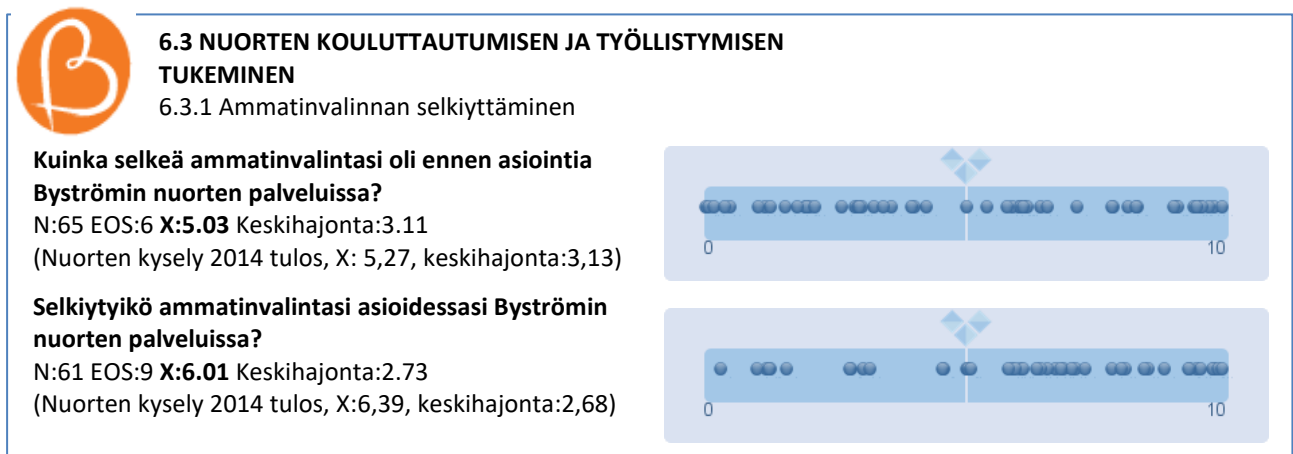 6.3 NUORTEN KOULUTTAUTUMISEN JA TYÖLLISTYMISEN
TUKEMINEN
6.3.1 Ammatinvalinnan selkiyttäminen
Kuinka selkeä ammatinvalintasi oli ennen asiointia
Byströmin nuorten palveluissa?
N:65 EOS:6 X:5.03 Keskihajonta:3.11
(Nuorten kysely 2014 tulos, X: 5,27, keskihajonta:3,13)
0 10
Selkiytyikö ammatinvalintasi asioidessasi Byströmin
nuorten palveluissa?
N:61 EOS:9 X:6.01 Keskihajonta:2.73
(Nuorten kysely 2014 tulos, X:6,39, keskihajonta:2,68)
0 10